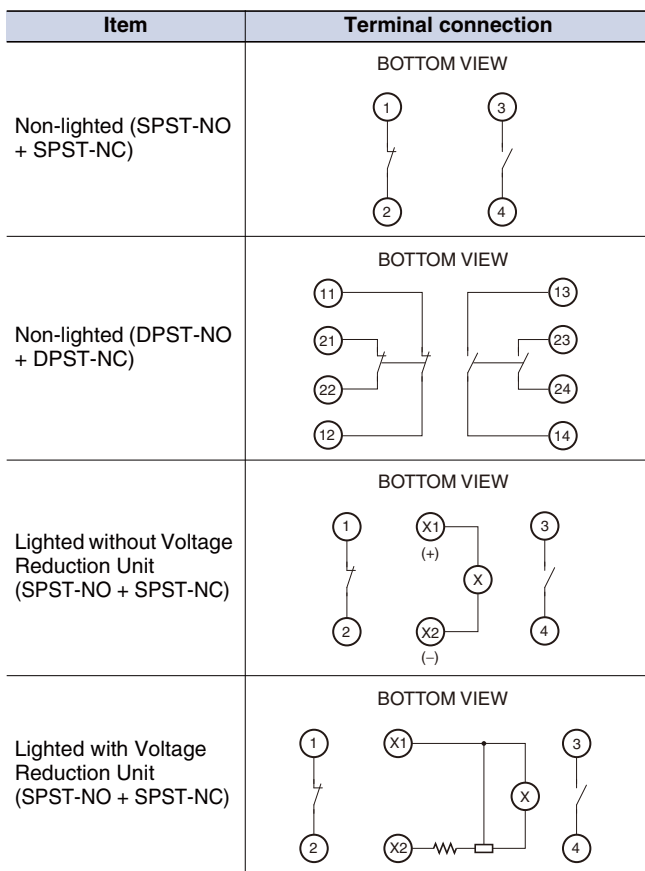 Item Terminal connection
BOTTOM VIEW
Non-lighted (SPST-NO
+ SPST-NC)
1 3
2 4
BOTTOM VIEW
Non-lighted (DPST-NO
+ DPST-NC)
11 13
21 23
22 24
12 14
BOTTOM VIEW
Lighted without Voltage
Reduction Unit
(SPST-NO + SPST-NC)
1 X1 3
(+)
X
2 X2 4
(–)
BOTTOM VIEW
Lighted with Voltage
Reduction Unit
(SPST-NO + SPST-NC)
1 X1 3
X
2 X2 4